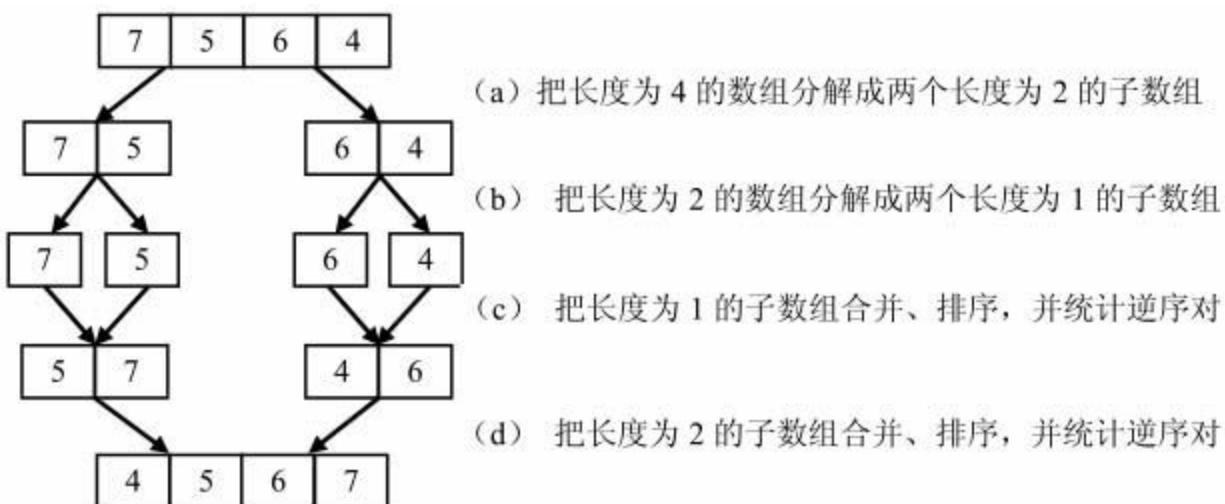 7 5 6 4
（a）把长度为 4 的数组分解成两个长度为 2 的子数组
7 5 6 4
（b） 把长度为 2 的数组分解成两个长度为 1 的子数组
7 5 6 4
（c） 把长度为 1 的子数组合并、排序，并统计逆序对
5 7 4 6
（d） 把长度为 2 的子数组合并、排序，并统计逆序对
4 5 6 7